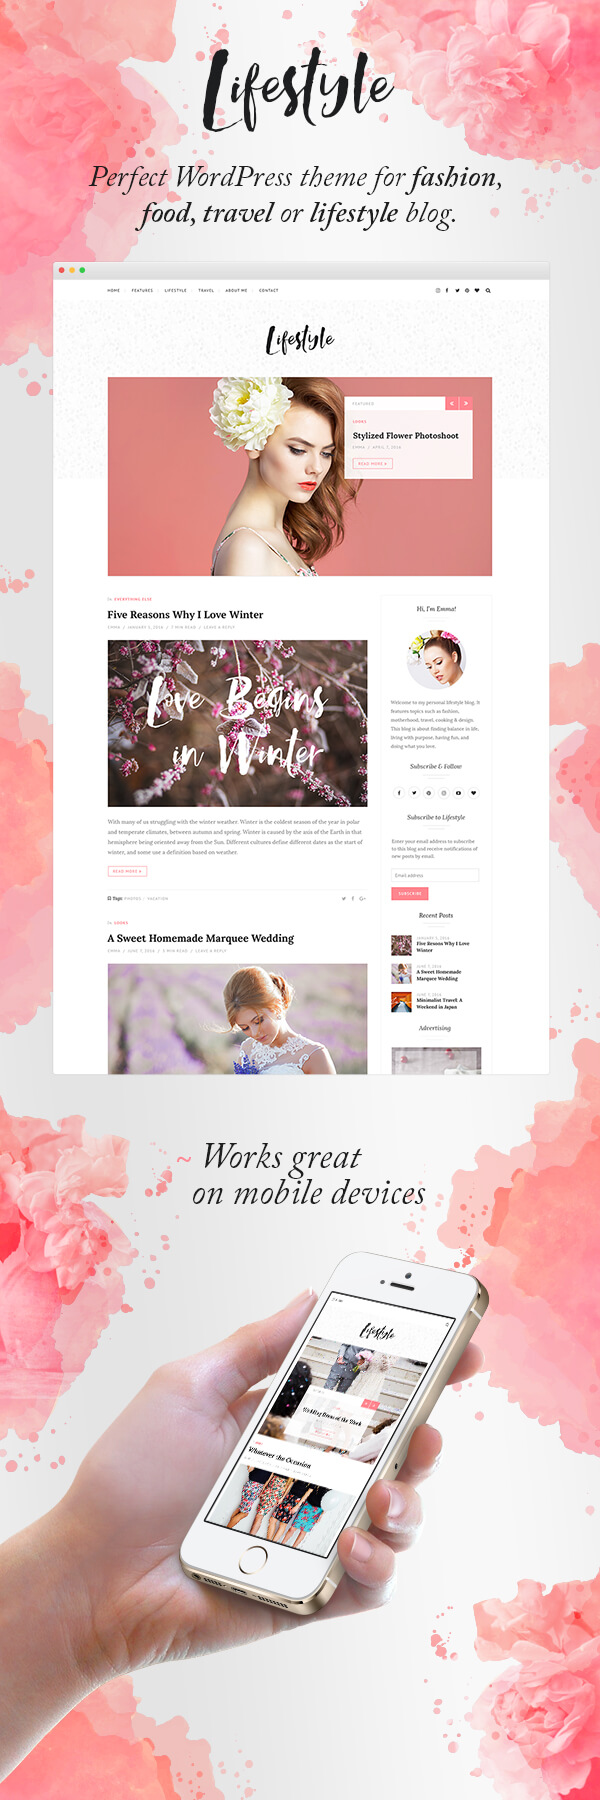 Lifestyle
Perfect WordPress theme for fashion,
food, travel or lifestyle blog.
HOME FEATURES LIFESTYLE TRAVEL ABOUT ME CONTACT
Lifestyle
FEATURED
LOOKS
Stylized Flower Photoshoot
EMMA / APRIL 7, 2016
READ MORE
In EVERYTHING ELSE
Five Reasons Why I Love Winter
EMMA / JANUARY 2, 2016 / 7 MIN READ / LEAVE A REPLY
Love Begins
in Winter
With many of us struggling with the winter weather. Winter is the coldest season of the year in polar
and temperate climates, between autumn and spring. Winter is caused by the axis of the Earth in that
hemisphere being oriented away from the Sun. Different cultures define different dates as the start of
winter, and some use a definition based on weather.
READ MORE
Tags PHOTOS / VACATION
In LOOKS
A Sweet Homemade Marquee Wedding
EMMA / JUNE 7, 2016 / 5 MIN READ / LEAVE A REPLY
Hi, I'm Emma!
Welcome to my personal lifestyle blog. It
features topics such as fashion,
motherhood, travel, cooking & design.
This blog is about finding balance in life,
living with purpose, having fun, and
doing what you love.
Subscribe & Follow
Subscribe to Lifestyle
Enter your email address to subscribe
to this blog and receive notifications of
new posts by email.
Email address
SUBSCRIBE
Recent Posts
JANUARY 2, 2016
Five Resons Why I Love
Winter
JUNE 7, 2016
A Sweet Homemade
Marquee Wedding
JUNE 1, 2016
Minimalist Travel: A
Weekend in Japan
Advertising
~ Works great
on mobile devices
Lifestyle
Wedding Dress of the Week
Whatever the Occasion